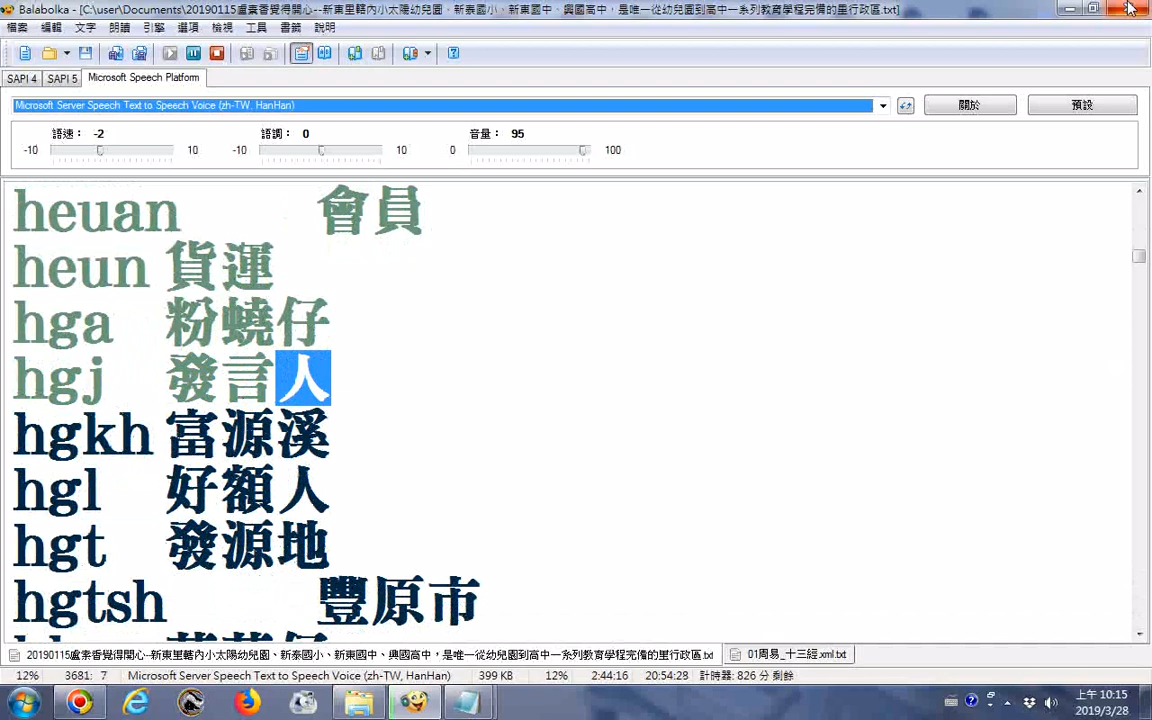 Balabolka - [C:\user\Documents\20190115盧素香覺得開心--新東里轄內小太陽幼兒園、新泰國小、新東國中、興國高中，是唯一從幼兒園到高中一系列教育學程完備的里行政區.txt]
檔案 編輯 文字 朗讀 引擎 選項 檢視 工具 書籤 說明
SAPI 4 SAPI 5 Microsoft Speech Platform
Microsoft Server Speech Text to Speech Voice (zh-TW, HanHan) 關於 預設
語速： -2 語調： 0 音量： 95
-10 10 -10 10 0 100
heuan 會員
heun 貨運
hga 粉蟯仔
hgj 發言人
hgkh 富源溪
hgl 好額人
hgt 發源地
hgtsh 豐原市
20190115盧素香覺得開心--新東里轄內小太陽幼兒園、新泰國小、新東國中、興國高中，是唯一從幼兒園到高中一系列教育學程完備的里行政區.txt 01周易_十三經.xml.txt
12% 3681: 7 Microsoft Server Speech Text to Speech Voice (zh-TW, HanHan) 399 KB 12% 2:44:16 20:54:28 計時器: 826 分 剩餘
上午 10:15
2019/3/28